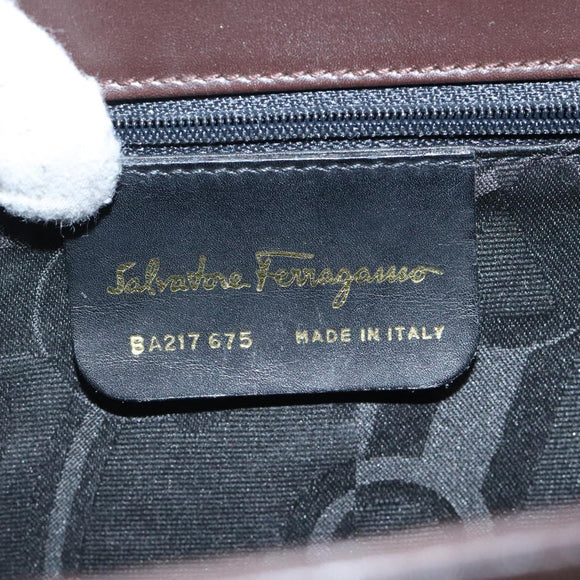 Salvatore Ferragamo
BA217 675 MADE IN ITALY